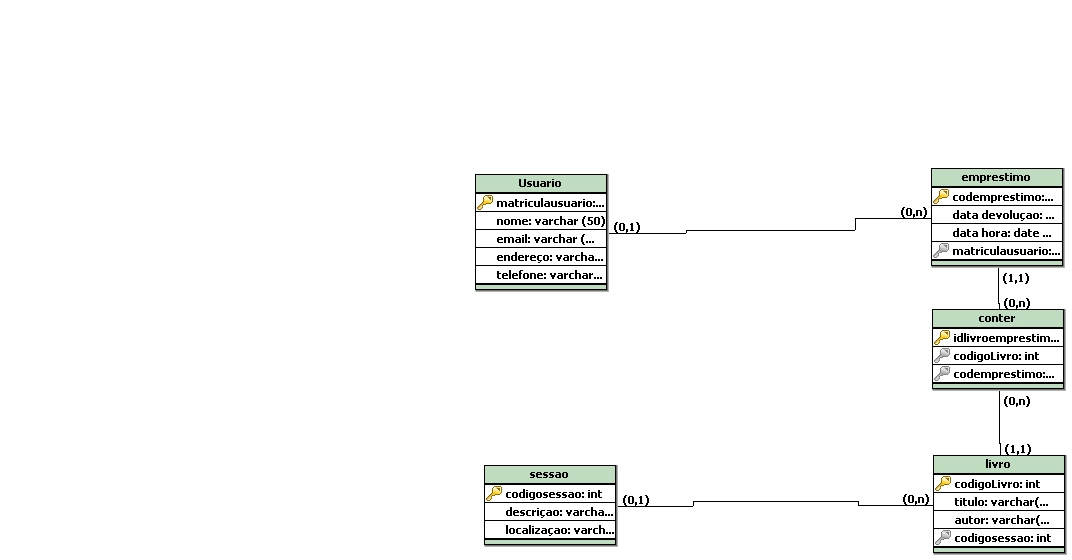 Usuario
matriculausuario:...
nome: varchar (50)
email: varchar (...
endereço: varcha...
telefone: varchar...
(0,1)
(0,n)
emprestimo
codemprestimo:...
data devoluçao: ...
data hora: date ...
matriculausuario:...
(1,1)
(0,n)
conter
idlivroemprestim...
codigoLivro: int
codemprestimo:...
(0,n)
(1,1)
livro
codigoLivro: int
titulo: varchar(...
autor: varchar(...
codigosessao: int
sessao
codigosessao: int
descriçao: varcha...
localizaçao: varch...
(0,1)
(0,n)